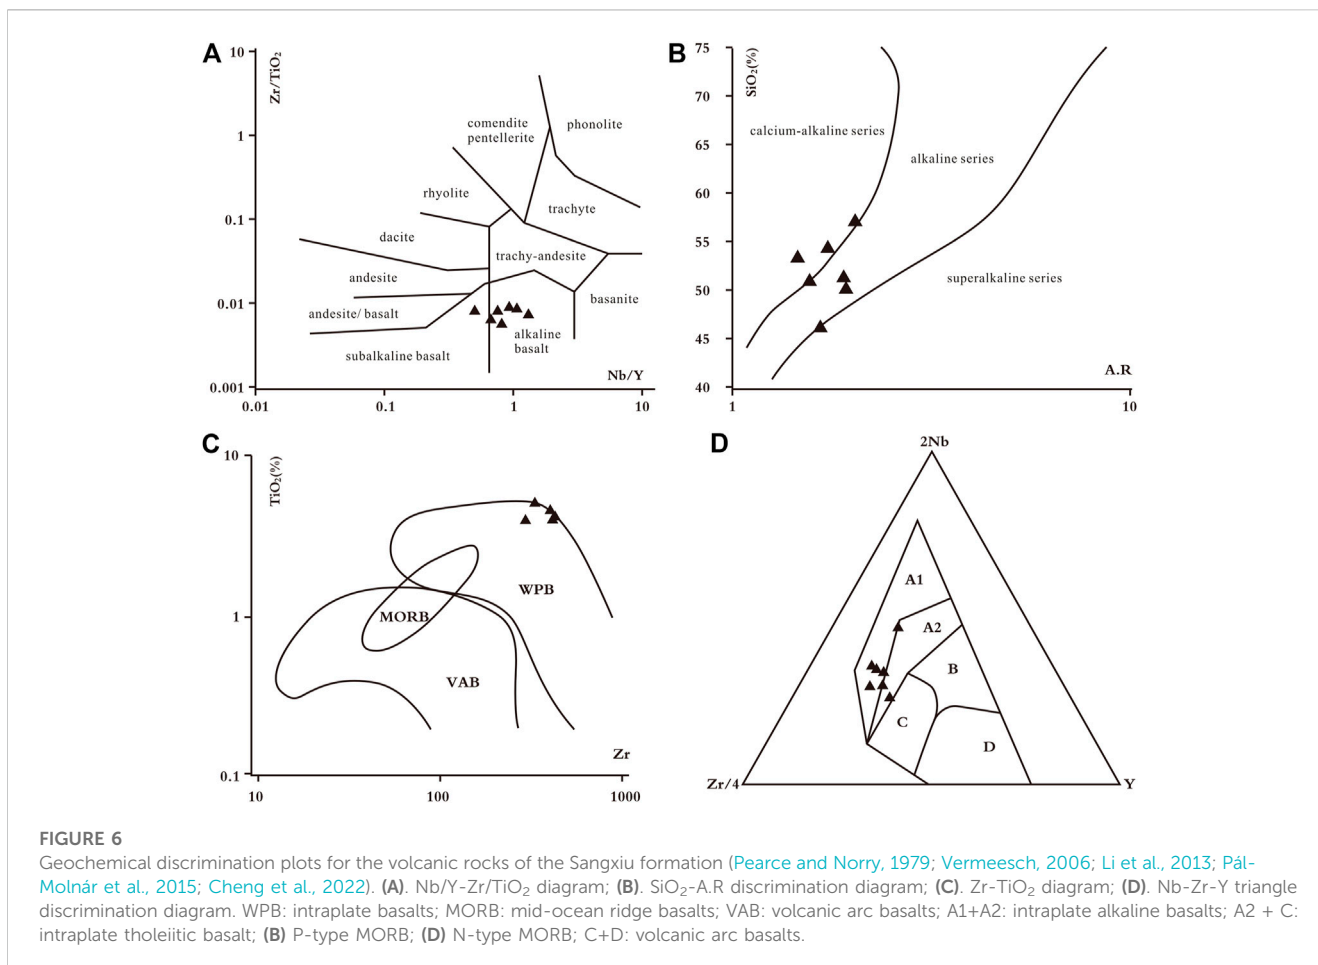 A
Zr/TiO2
10
1
0.1
0.01
0.001
0.01
0.1
1
10
Nb/Y
comendite
pentellerite
phonolite
rhyolite
trachyte
dacite
trachy-andesite
andesite
basanite
andesite/ basalt
alkaline
basalt
subalkaline basalt
B
SiO2(%)
75
70
65
60
55
50
45
40
1
10
A.R
calcium-alkaline series
alkaline series
superalkaline series
C
TiO2(%)
10
1
0.1
10
100
1000
Zr
WPB
MORB
VAB
D
2Nb
A1
A2
B
C
D
Zr/4
Y
FIGURE 6
Geochemical discrimination plots for the volcanic rocks of the Sangxiu formation (Pearce and Norry, 1979; Vermeesch, 2006; Li et al., 2013; Pál-
Molnár et al., 2015; Cheng et al., 2022). (A). Nb/Y-Zr/TiO2 diagram; (B). SiO2-A.R discrimination diagram; (C). Zr-TiO2 diagram; (D). Nb-Zr-Y triangle
discrimination diagram. WPB: intraplate basalts; MORB: mid-ocean ridge basalts; VAB: volcanic arc basalts; A1+A2: intraplate alkaline basalts; A2 + C:
intraplate tholeiitic basalt; (B) P-type MORB; (D) N-type MORB; C+D: volcanic arc basalts.